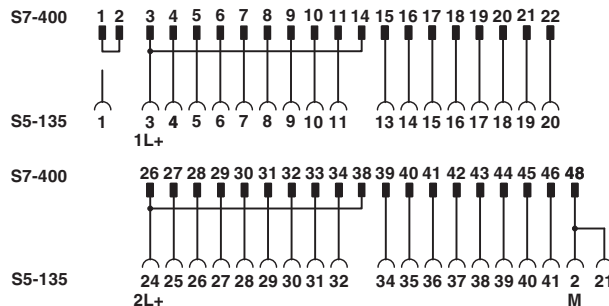 S7-400 1 2 3 4 5 6 7 8 9 10 11 14 15 16 17 18 19 20 21 22
S5-135 1 3 4 5 6 7 8 9 10 11 13 14 15 16 17 18 19 20
1L+
S7-400 26 27 28 29 30 31 32 33 34 38 39 40 41 42 43 44 45 46 48
S5-135 24 25 26 27 28 29 30 31 32 34 35 36 37 38 39 40 41 2 21
2L+ M